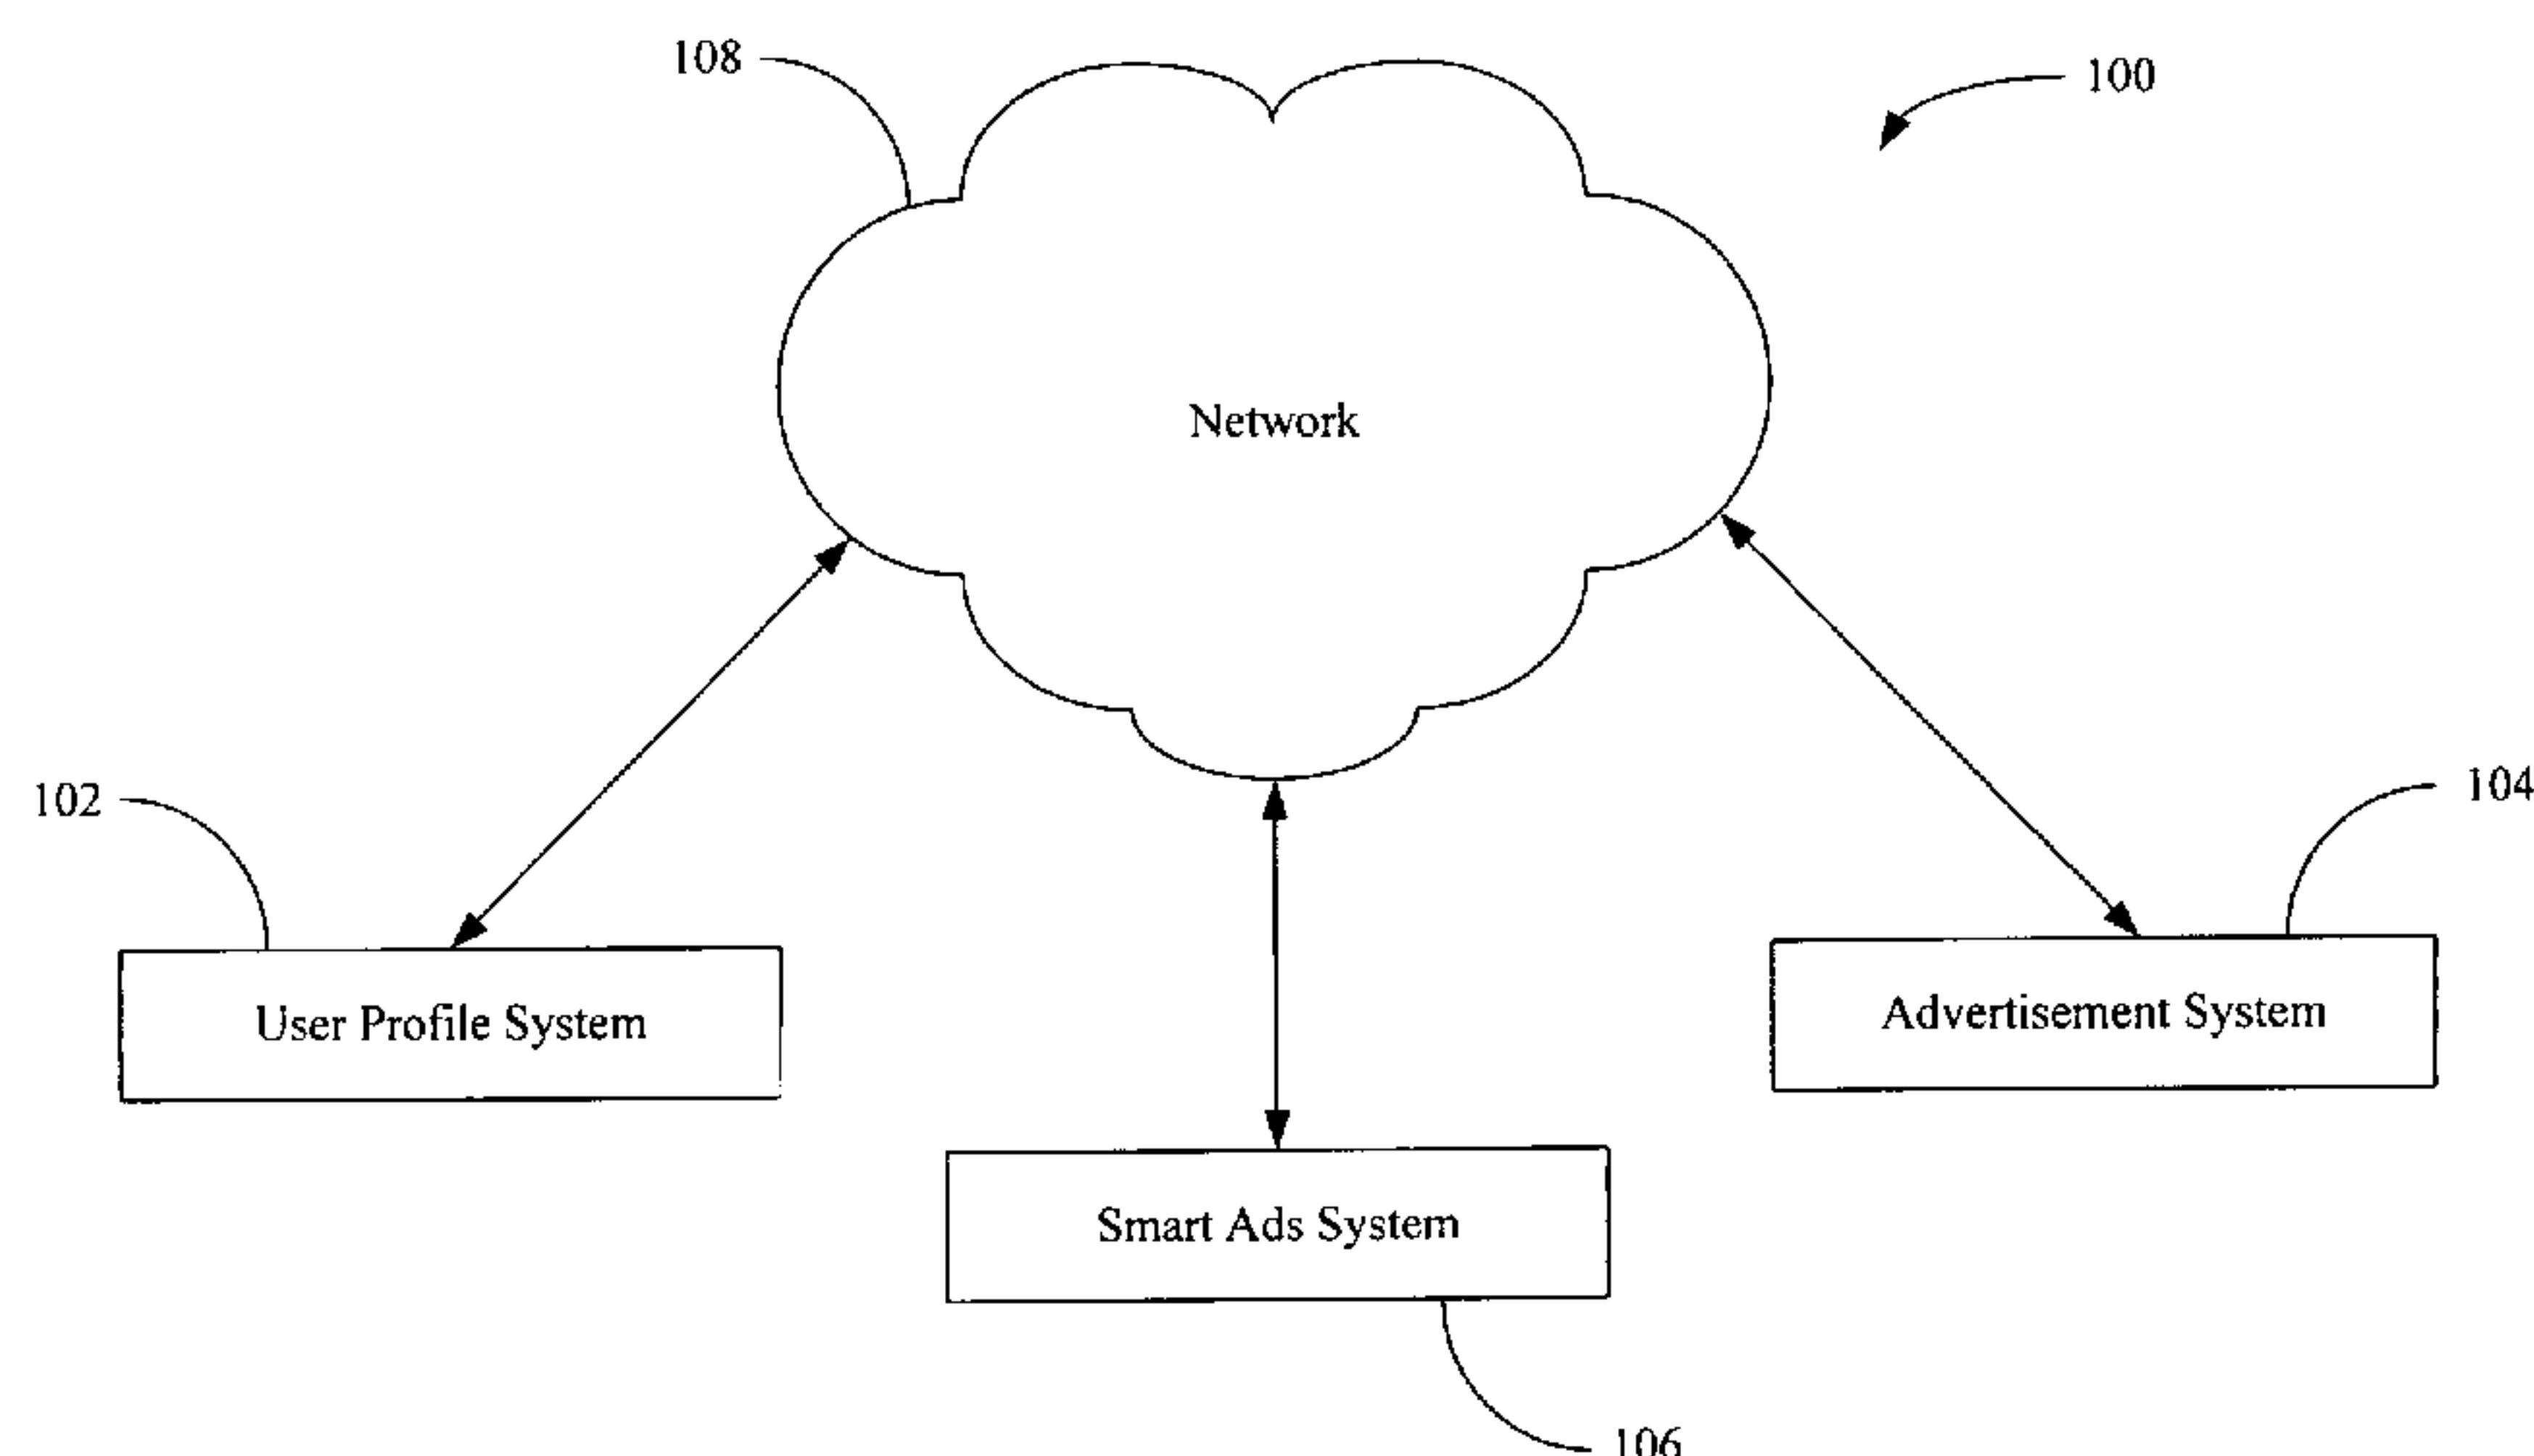 108
100
Network
102
104
User Profile System
Advertisement System
Smart Ads System
106